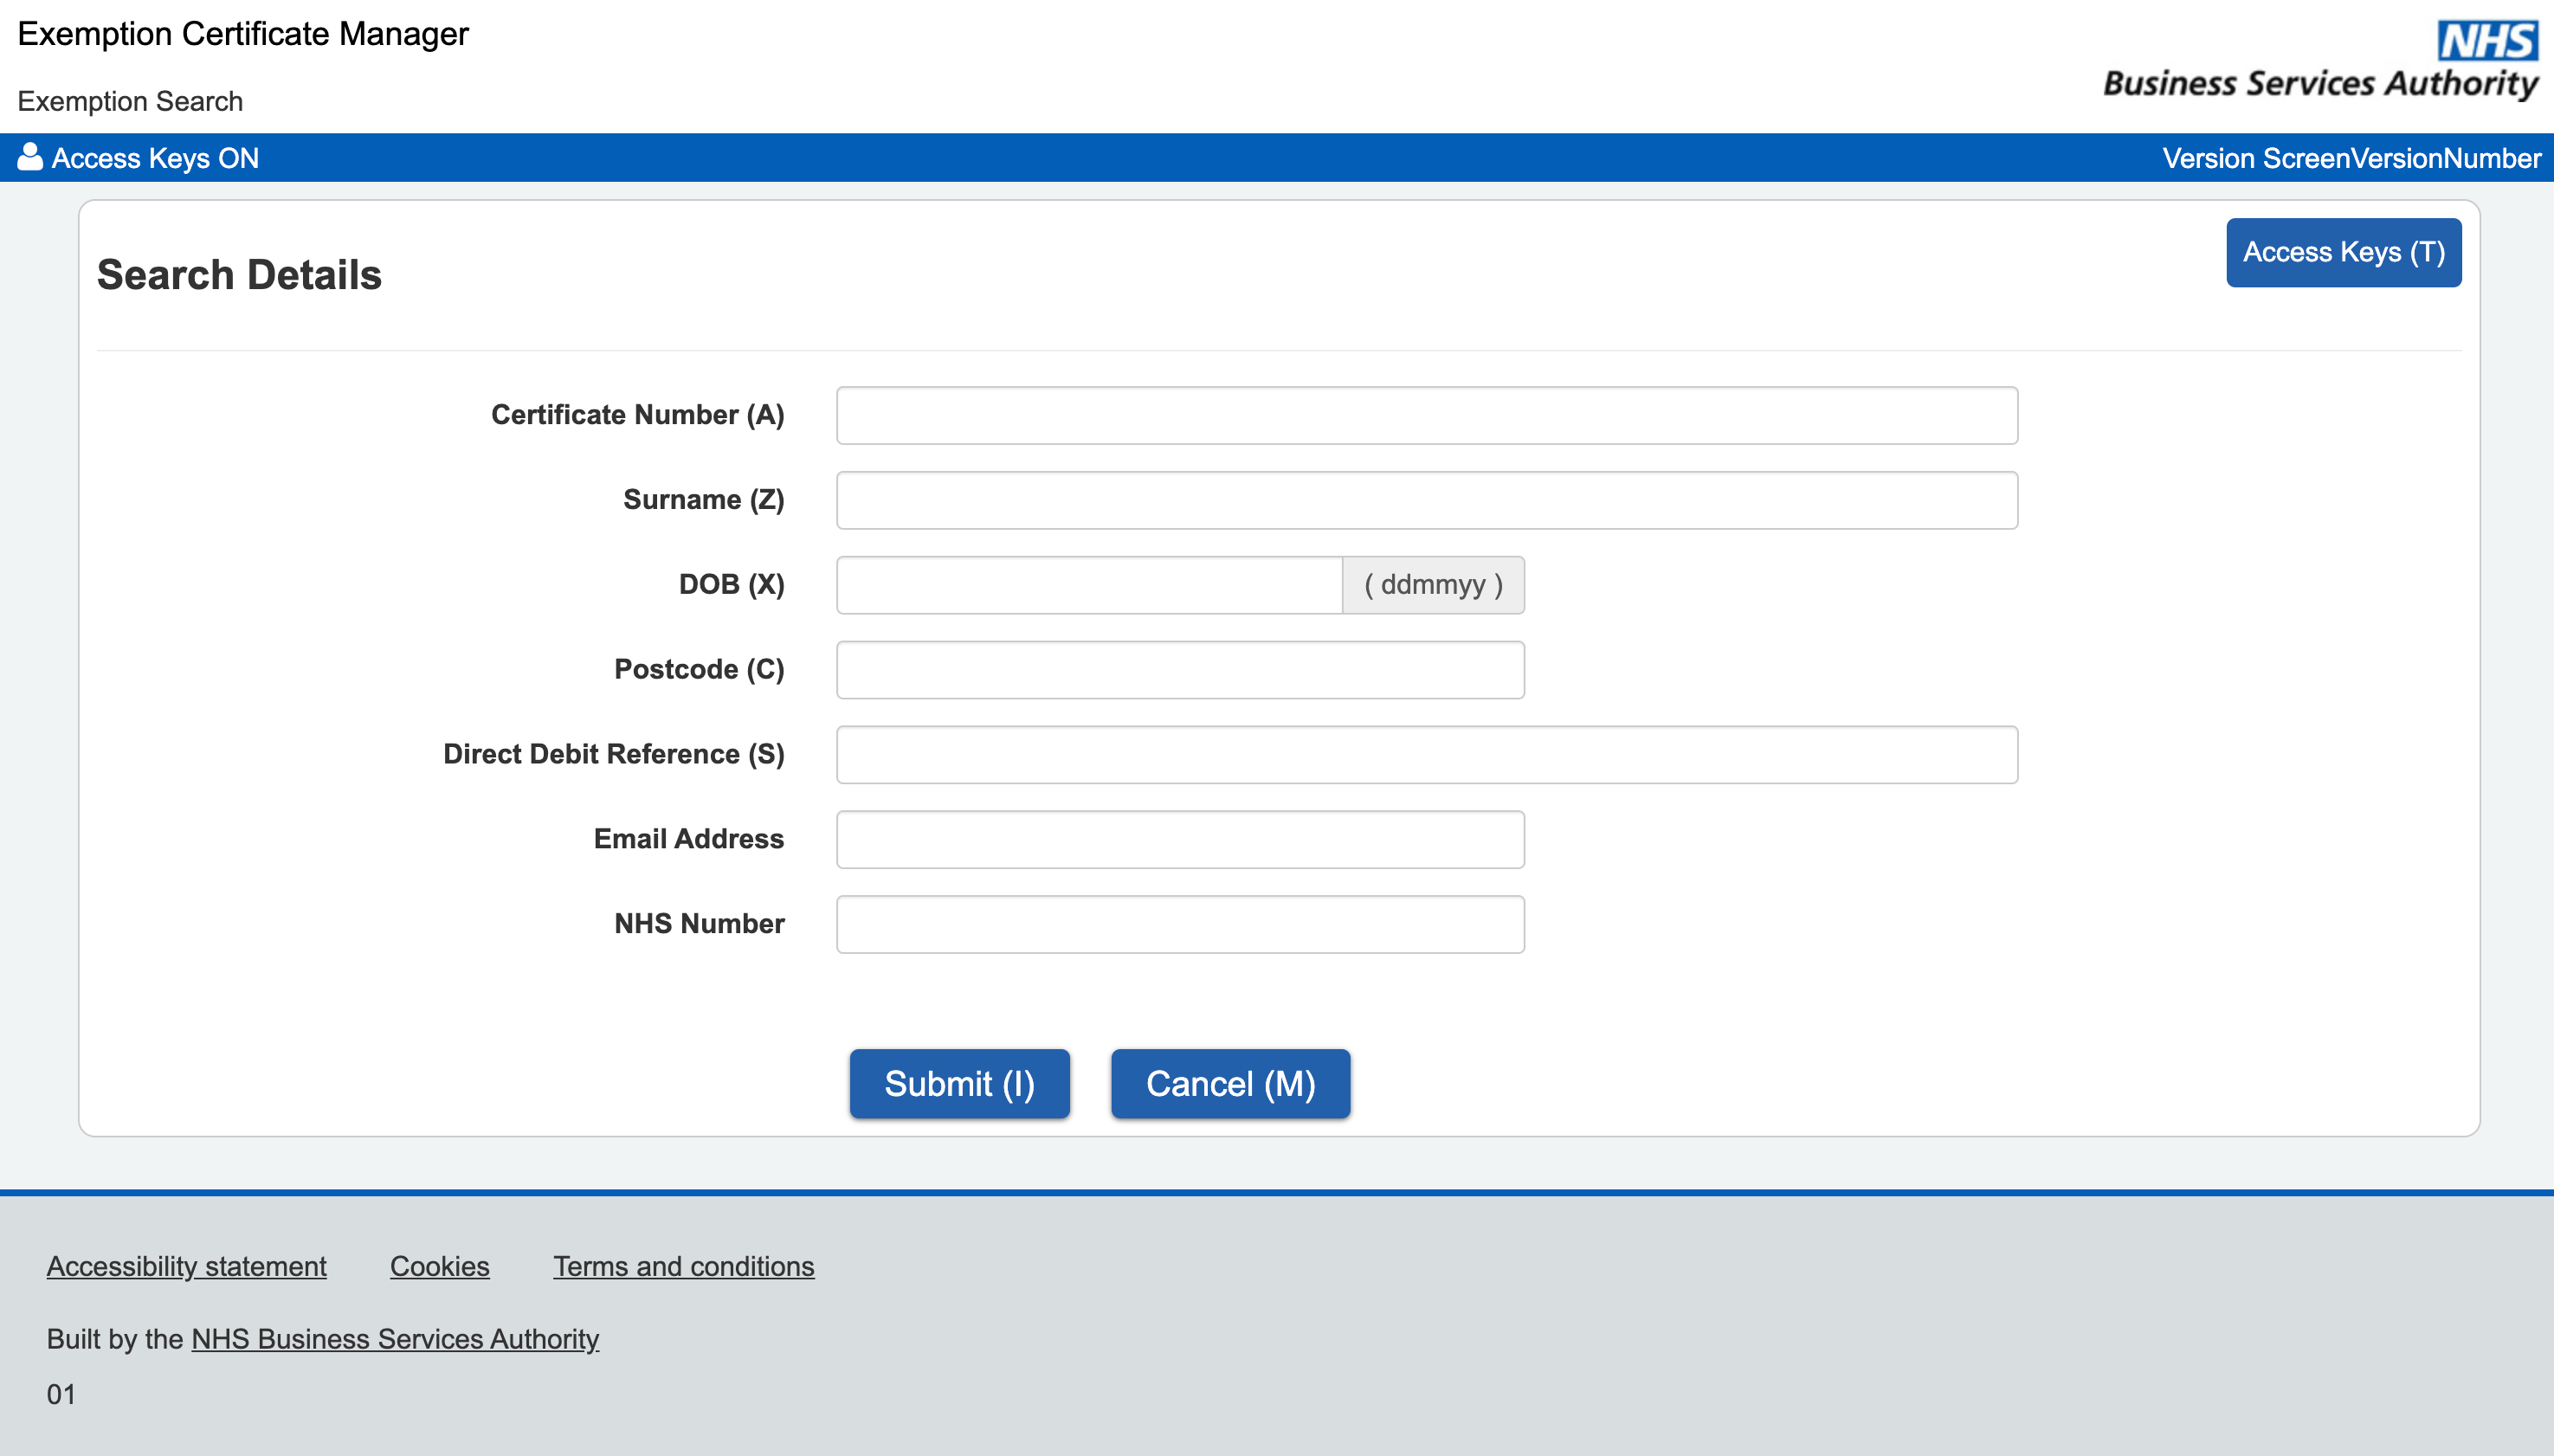 Exemption Certificate Manager
NHS
Business Services Authority
Exemption Search
Access Keys ON
Version ScreenVersionNumber
Search Details
Access Keys (T)
Certificate Number (A)
Surname (Z)
DOB (X)
( ddmmyy )
Postcode (C)
Direct Debit Reference (S)
Email Address
NHS Number
Submit (I)
Cancel (M)
Accessibility statement
Cookies
Terms and conditions
Built by the NHS Business Services Authority
01